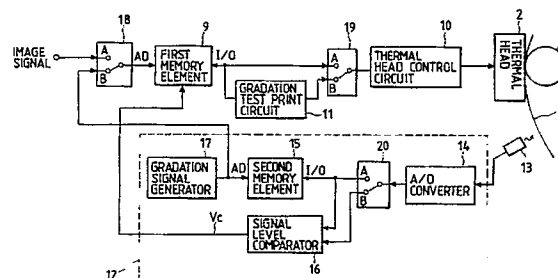 18
9
19
10
2
IMAGE SIGNAL
A
B
AD
FIRST MEMORY ELEMENT
I/O
A
B
THERMAL HEAD CONTROL CIRCUIT
THERMAL HEAD
GRADATION TEST PRINT CIRCUIT
11
17
15
20
14
13
GRADATION SIGNAL GENERATOR
AD
SECOND MEMORY ELEMENT
I/O
A
B
A/D CONVERTER
Vc
SIGNAL LEVEL COMPARATOR
16
12